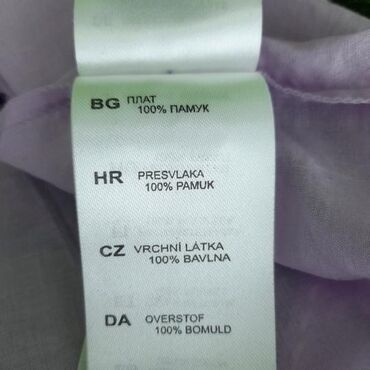 BG ПЛАТ
100% ПАМУК
HR PRESVLAKA
100% PAMUK
CZ VRCHNÍ LÁTKA
100% BAVLNA
DA OVERSTOF
100% BOMULD